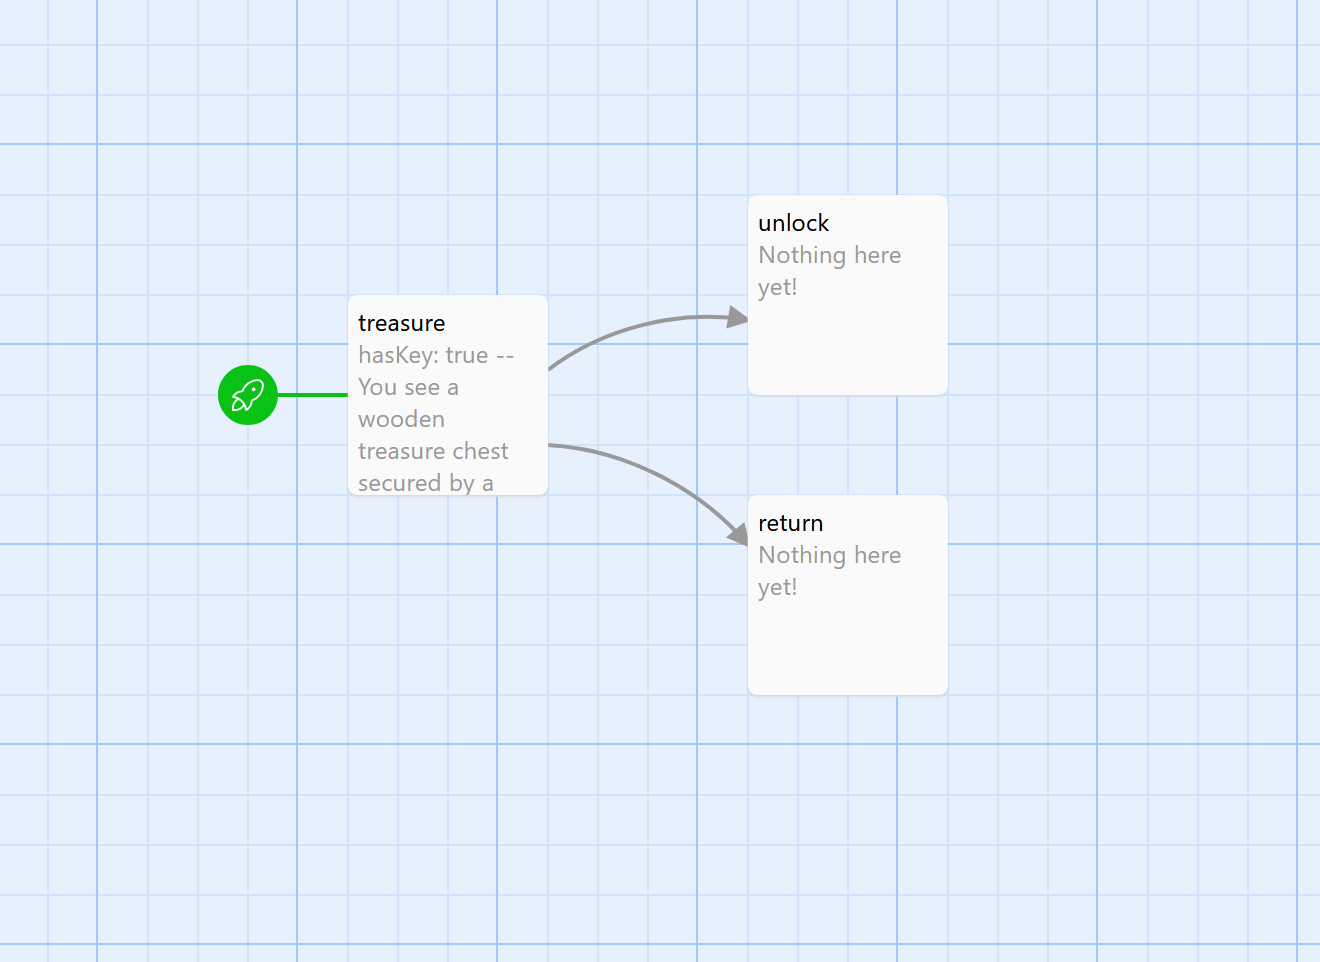 treasure
hasKey: true --
You see a
wooden
treasure chest
secured by a
unlock
Nothing here
yet!
return
Nothing here
yet!